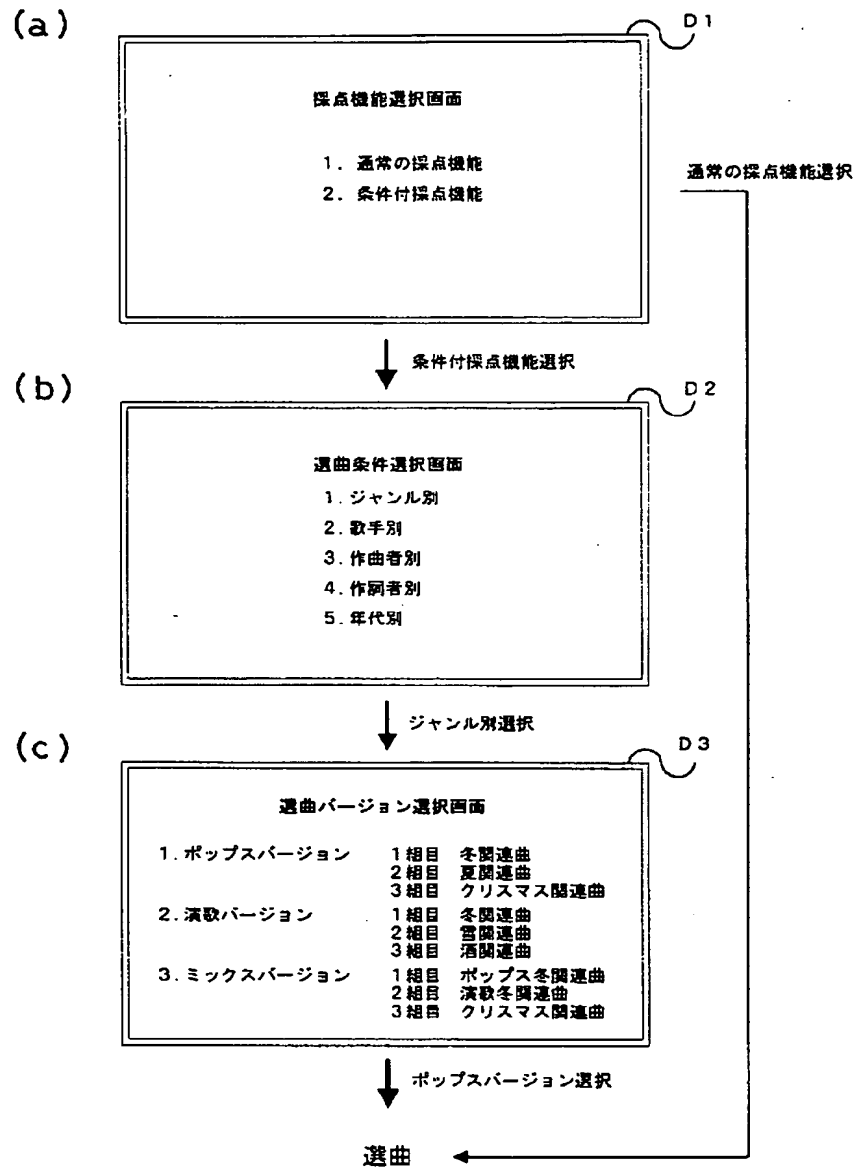 (a)
D1
採点機能選択画面
1. 通常の採点機能
2. 条件付採点機能
通常の採点機能選択
条件付採点機能選択
(b)
D2
選曲条件選択画面
1. ジャンル別
2. 歌手別
3. 作曲者別
4. 作詞者別
5. 年代別
ジャンル別選択
(c)
D3
選曲バージョン選択画面
1. ポップスバージョン 1組目 冬関連曲
2組目 夏関連曲
3組目 クリスマス関連曲
2. 演歌バージョン 1組目 冬関連曲
2組目 雪関連曲
3組目 酒関連曲
3. ミックスバージョン 1組目 ポップス冬関連曲
2組目 演歌冬関連曲
3組目 クリスマス関連曲
ポップスバージョン選択
選曲